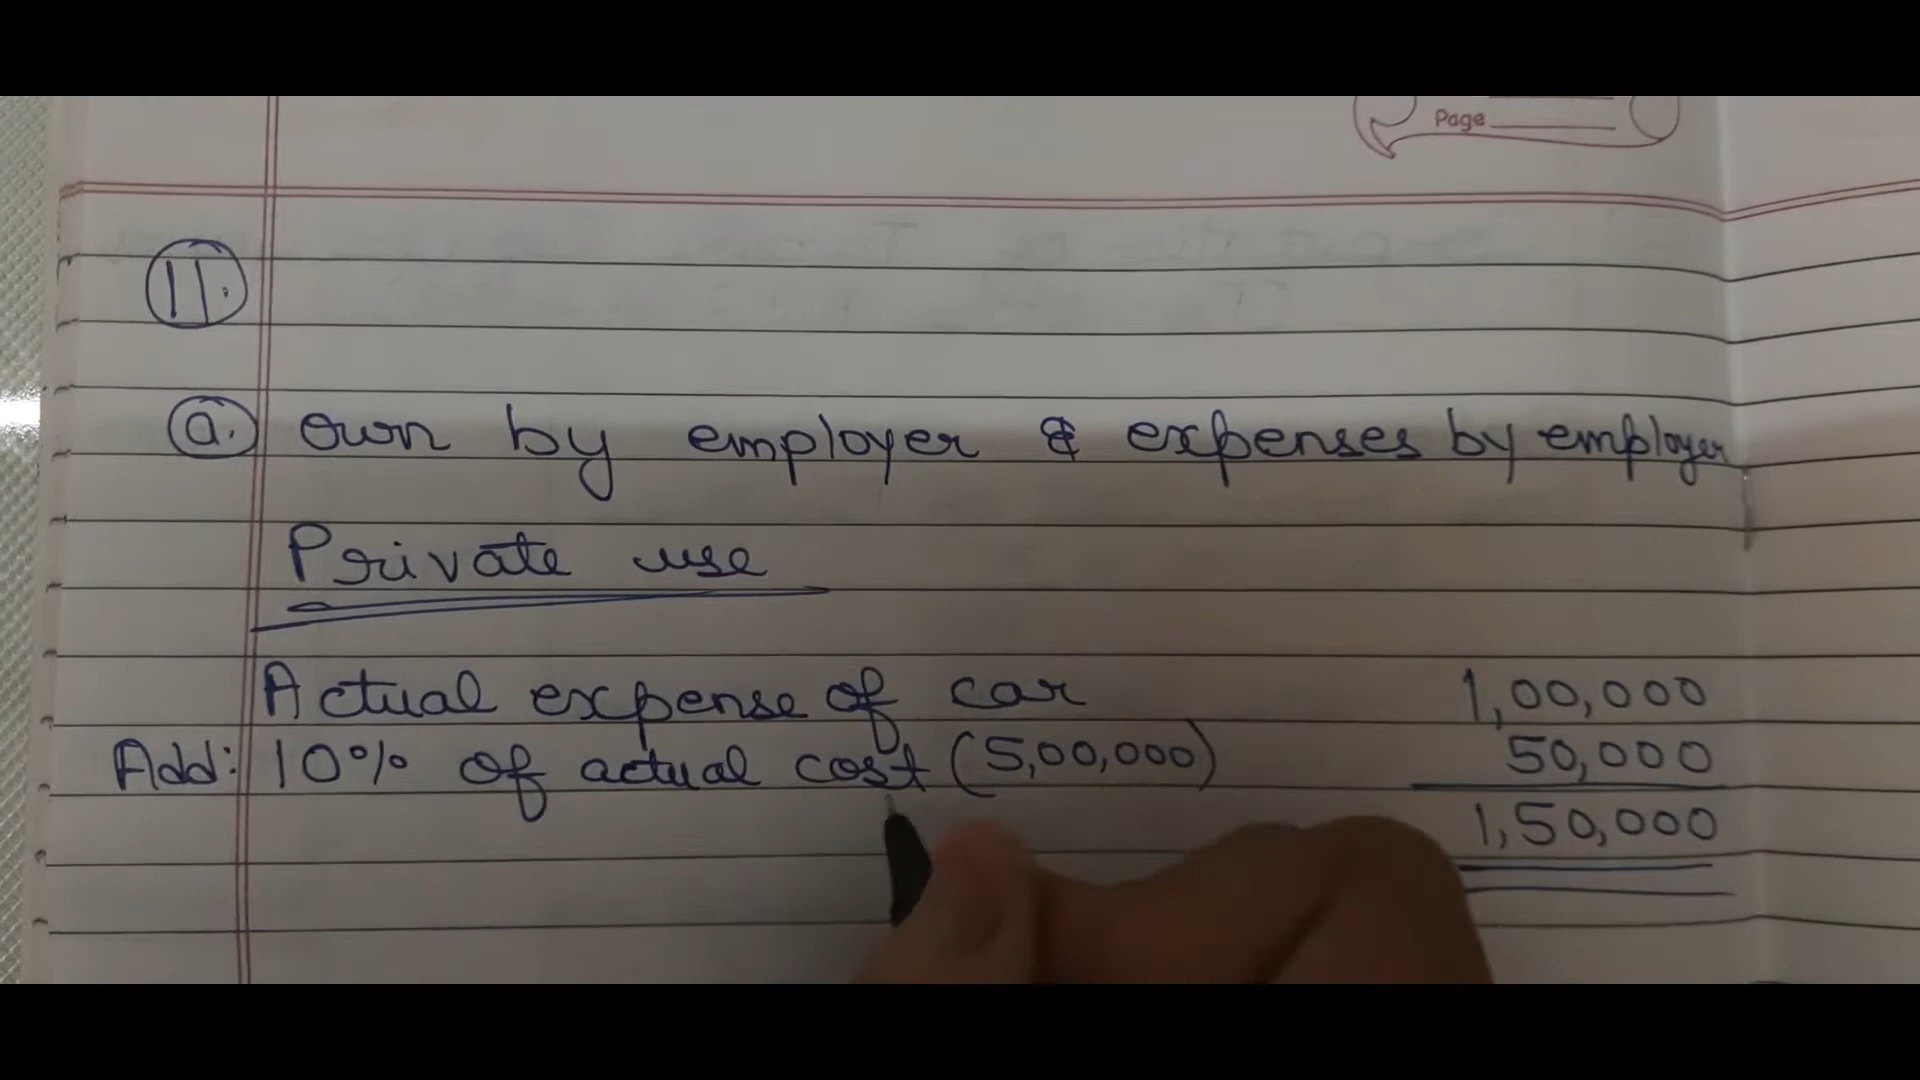 Page
11.
a. own by employer & expenses by employer
Private use
Actual expense of car 1,00,000
Add: 10% of actual cost (5,00,000) 50,000
1,50,000